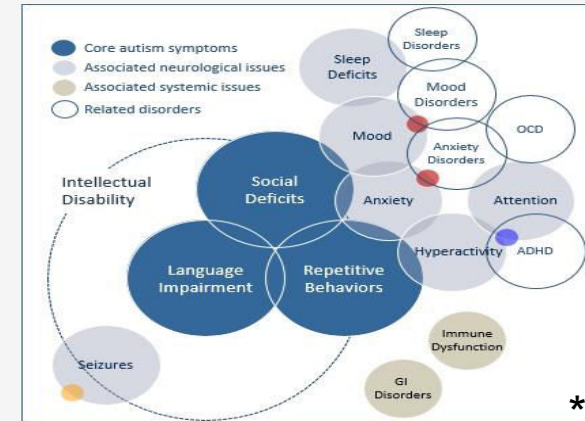 Core autism symptoms
Associated neurological issues
Associated systemic issues
Related disorders
Sleep
Disorders
Sleep
Deficits
Mood
Disorders
Mood
OCD
Anxiety
Disorders
Intellectual
Disability
Social
Deficits
Anxiety
Attention
Hyperactivity
ADHD
Language
Impairment
Repetitive
Behaviors
Immune
Dysfunction
Seizures
GI
Disorders
*